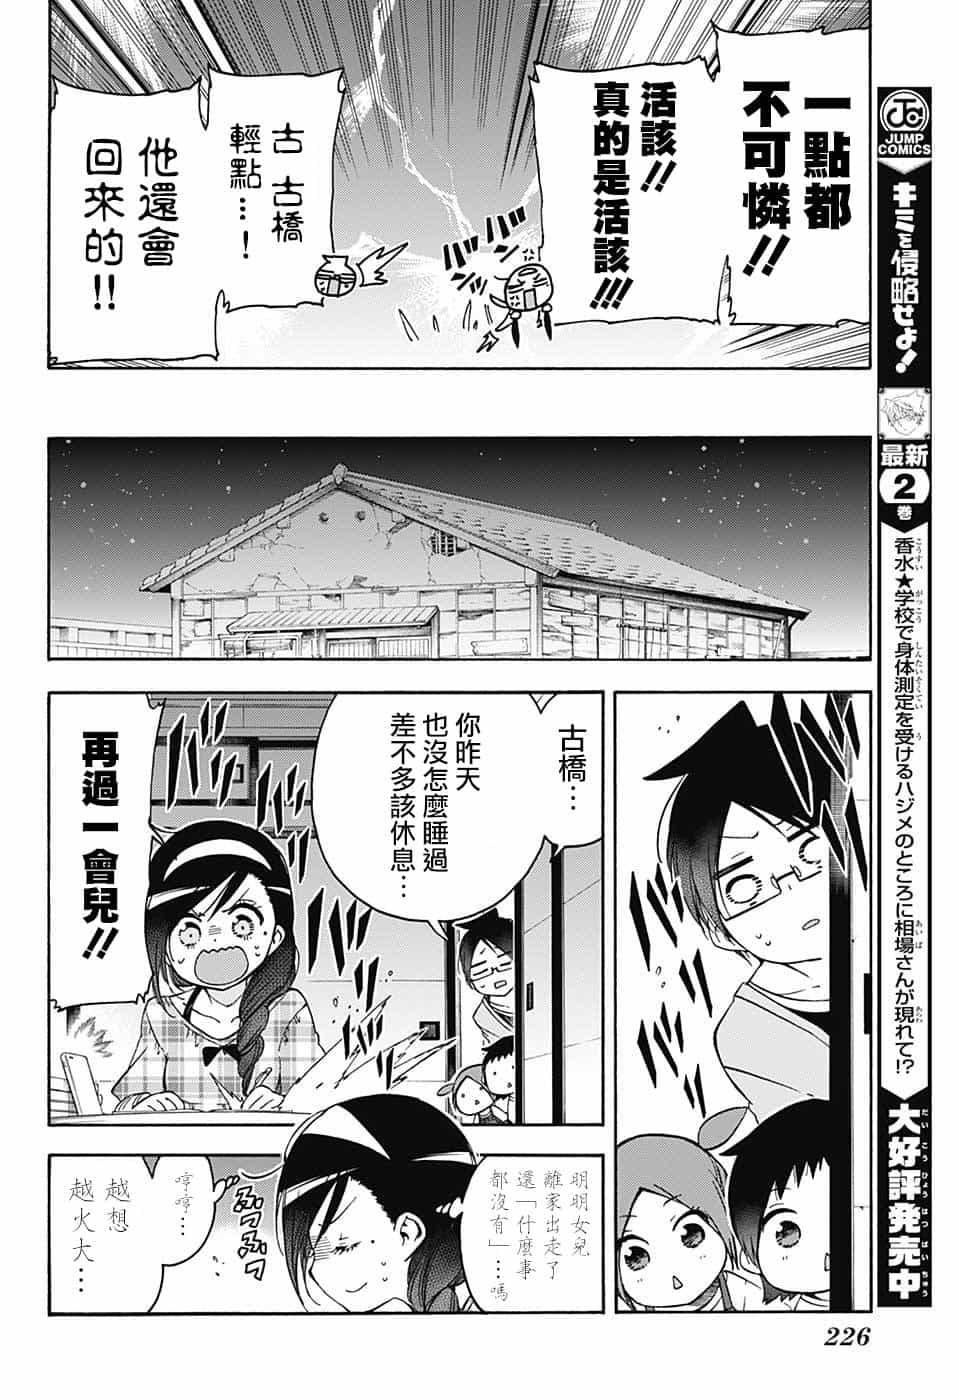 一點都
不可憐!!
活該!!
真的是活該!!!
古 古橋
輕點…!
他還會
回來的!!
古橋…
你昨天
也沒怎麼睡過
差不多該休息…
再過一會兒!!
明明女兒
離家出走了
還「什麼事
都沒有」…嗎
哼哼…
越想
越火大…
ブツブツ
JUMP
COMICS
キミを侵略せよ!
最新
2
巻
香水★学校で身体測定を受けるハジメのところに相場さんが現れて!?
大好評発売中
226